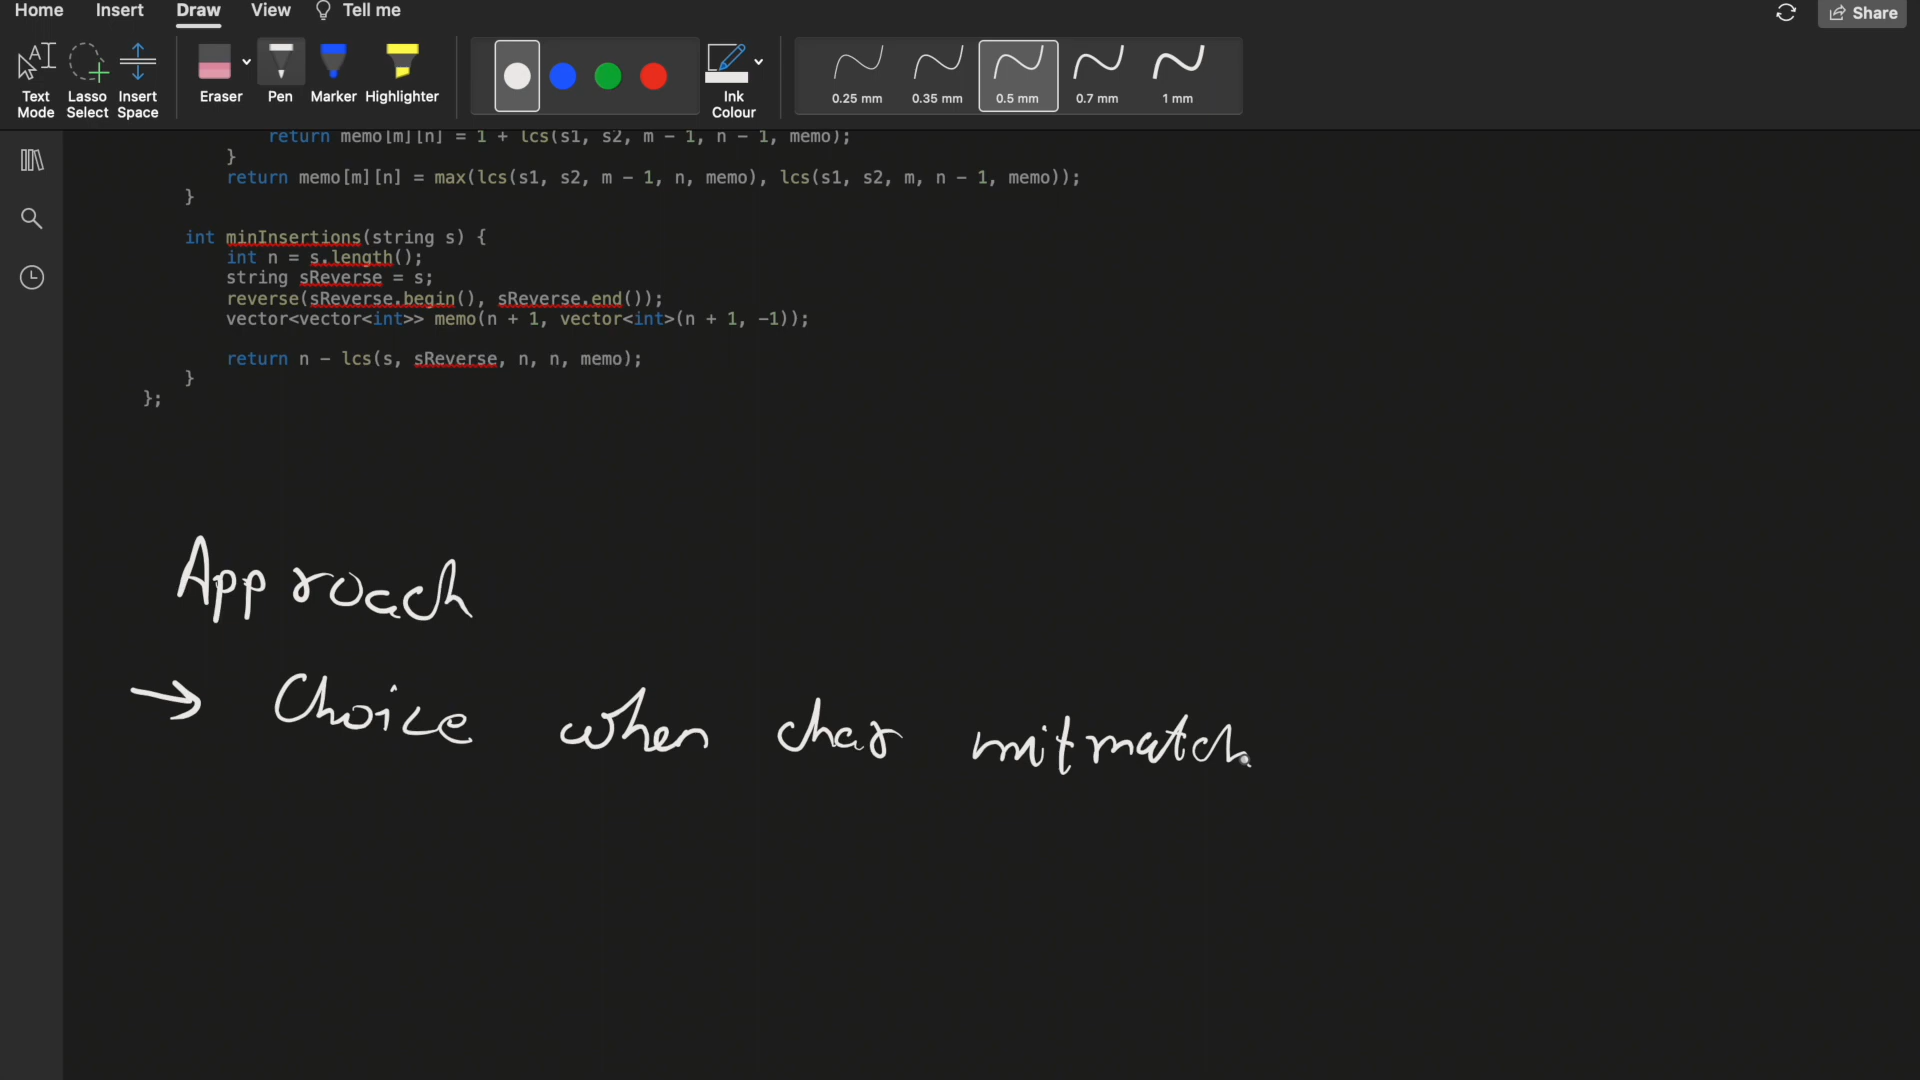 Home Insert Draw View Tell me Share
Text Mode Lasso Select Insert Space Eraser Pen Marker Highlighter Ink Colour 0.25 mm 0.35 mm 0.5 mm 0.7 mm 1 mm
return memo[m][n] = 1 + lcs(s1, s2, m - 1, n - 1, memo);
}
return memo[m][n] = max(lcs(s1, s2, m - 1, n, memo), lcs(s1, s2, m, n - 1, memo));
}
int minInsertions(string s) {
int n = s.length();
string sReverse = s;
reverse(sReverse.begin(), sReverse.end());
vector<vector<int>> memo(n + 1, vector<int>(n + 1, -1));
return n - lcs(s, sReverse, n, n, memo);
}
};
Approach
→ Choice when char mitmatch